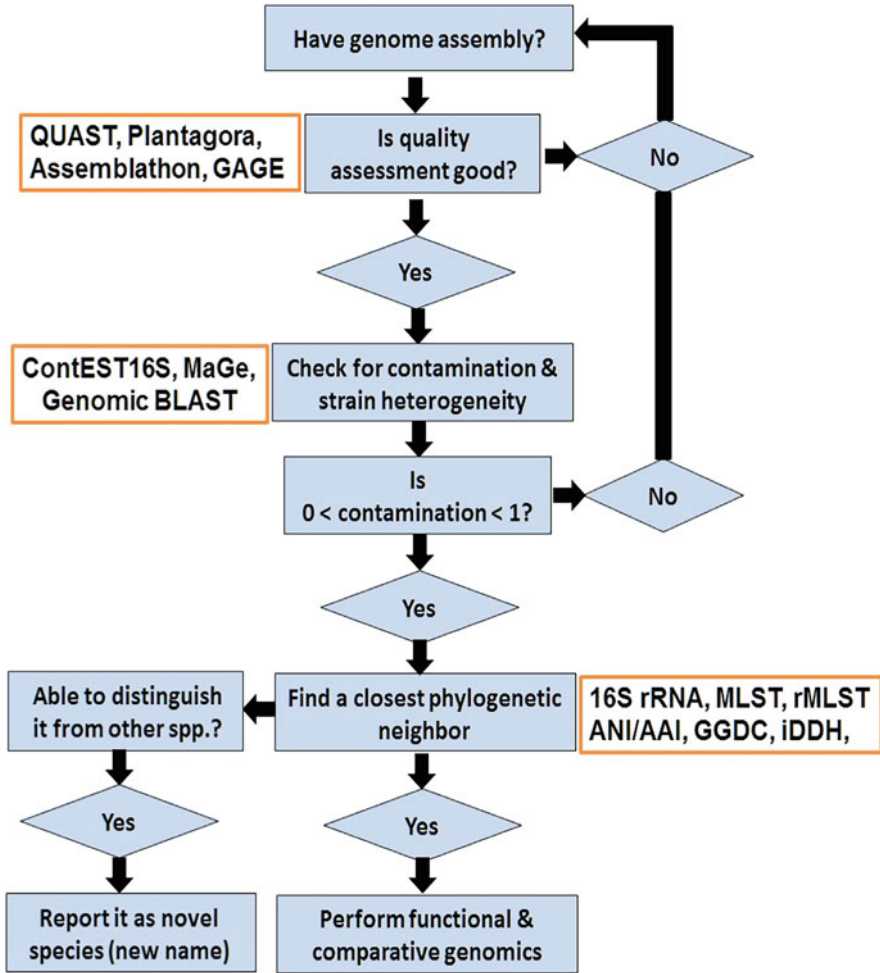 Have genome assembly?
QUAST, Plantagora,
Assemblathon, GAGE
Is quality
assessment good?
No
Yes
ContEST16S, MaGe,
Genomic BLAST
Check for contamination &
strain heterogeneity
Is
0 < contamination < 1?
No
Yes
Able to distinguish
it from other spp.?
Find a closest phylogenetic
neighbor
16S rRNA, MLST, rMLST
ANI/AAI, GGDC, iDDH,
Yes
Yes
Report it as novel
species (new name)
Perform functional &
comparative genomics